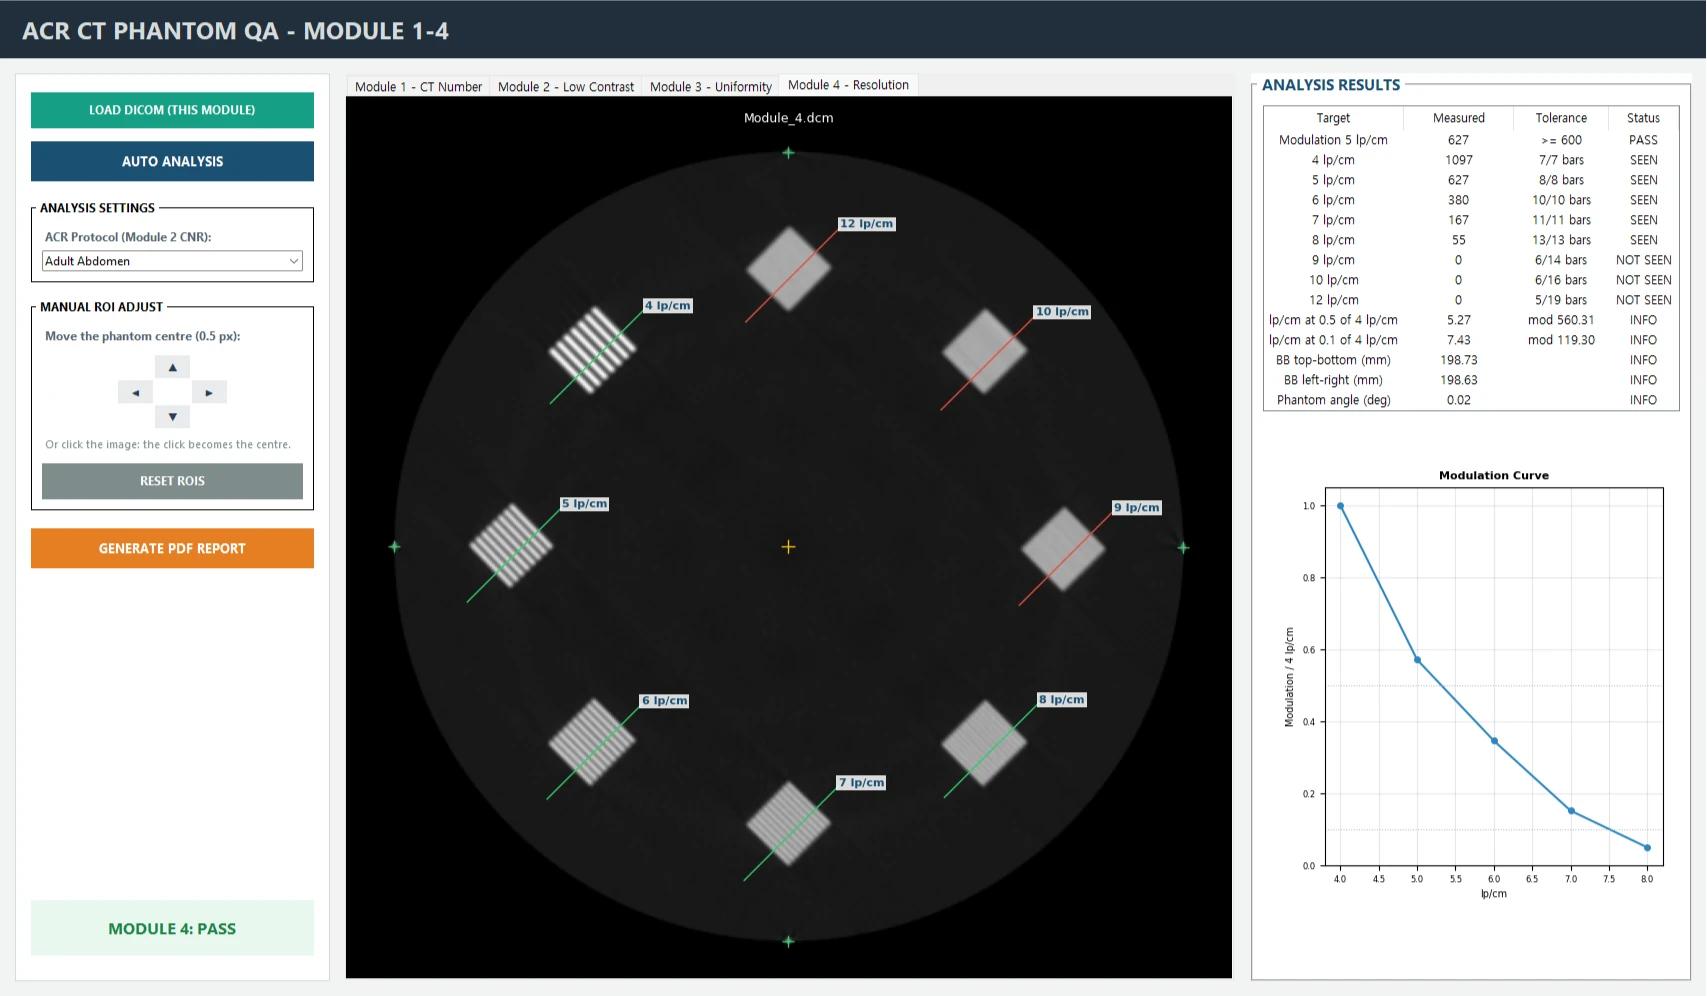 ACR CT PHANTOM QA - MODULE 1-4
LOAD DICOM (THIS MODULE)
AUTO ANALYSIS
ANALYSIS SETTINGS
ACR Protocol (Module 2 CNR):
Adult Abdomen
MANUAL ROI ADJUST
Move the phantom centre (0.5 px):
▲
◄ ►
▼
Or click the image: the click becomes the centre.
RESET ROIS
GENERATE PDF REPORT
MODULE 4: PASS
Module 1 - CT Number Module 2 - Low Contrast Module 3 - Uniformity Module 4 - Resolution
Module_4.dcm
12 lp/cm
4 lp/cm
10 lp/cm
5 lp/cm
9 lp/cm
6 lp/cm
8 lp/cm
7 lp/cm
ANALYSIS RESULTS
Target Measured Tolerance Status
Modulation 5 lp/cm 627 >= 600 PASS
4 lp/cm 1097 7/7 bars SEEN
5 lp/cm 627 8/8 bars SEEN
6 lp/cm 380 10/10 bars SEEN
7 lp/cm 167 11/11 bars SEEN
8 lp/cm 55 13/13 bars SEEN
9 lp/cm 0 6/14 bars NOT SEEN
10 lp/cm 0 6/16 bars NOT SEEN
12 lp/cm 0 5/19 bars NOT SEEN
lp/cm at 0.5 of 4 lp/cm 5.27 mod 560.31 INFO
lp/cm at 0.1 of 4 lp/cm 7.43 mod 119.30 INFO
BB top-bottom (mm) 198.73 INFO
BB left-right (mm) 198.63 INFO
Phantom angle (deg) 0.02 INFO
Modulation Curve
Modulation / 4 lp/cm
1.0
0.8
0.6
0.4
0.2
0.0
4.0 4.5 5.0 5.5 6.0 6.5 7.0 7.5 8.0
lp/cm